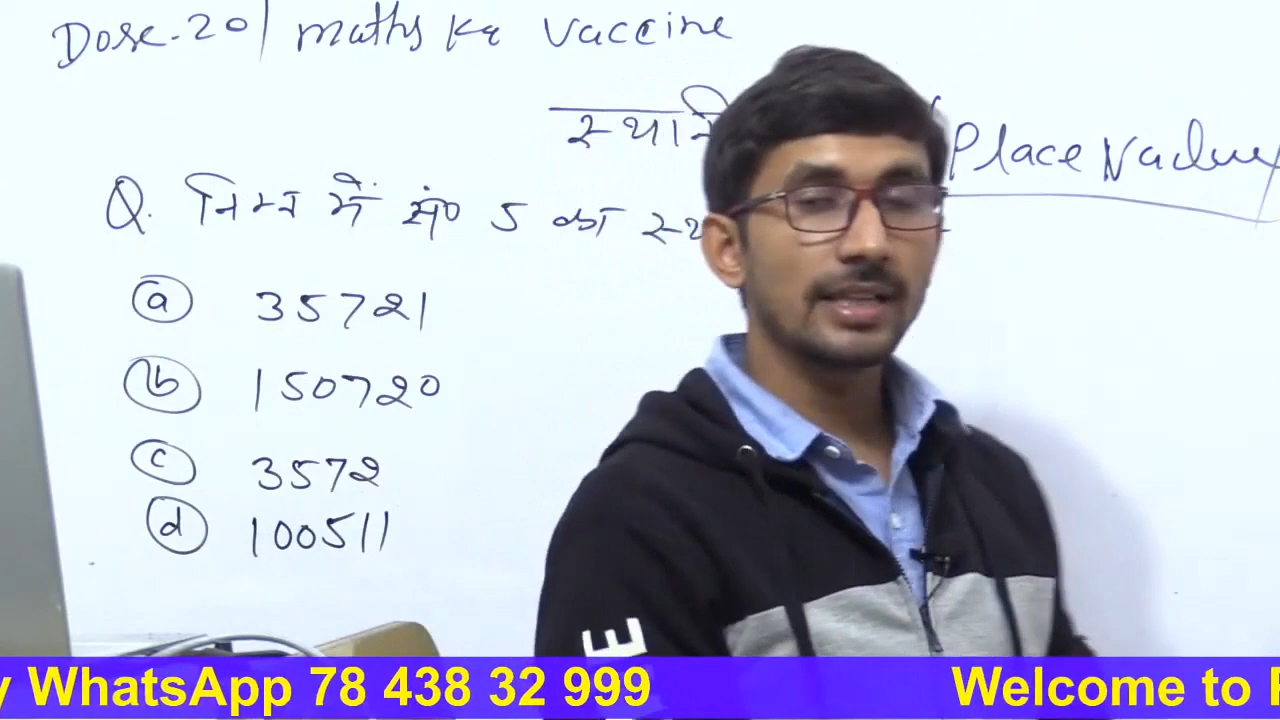 Dose-20 | maths ka vaccine
Place Value
Q. निम्न में सं० 5 का
a 35721
b 150720
c 3572
d 100511
E
WhatsApp 78 438 32 999 Welcome to